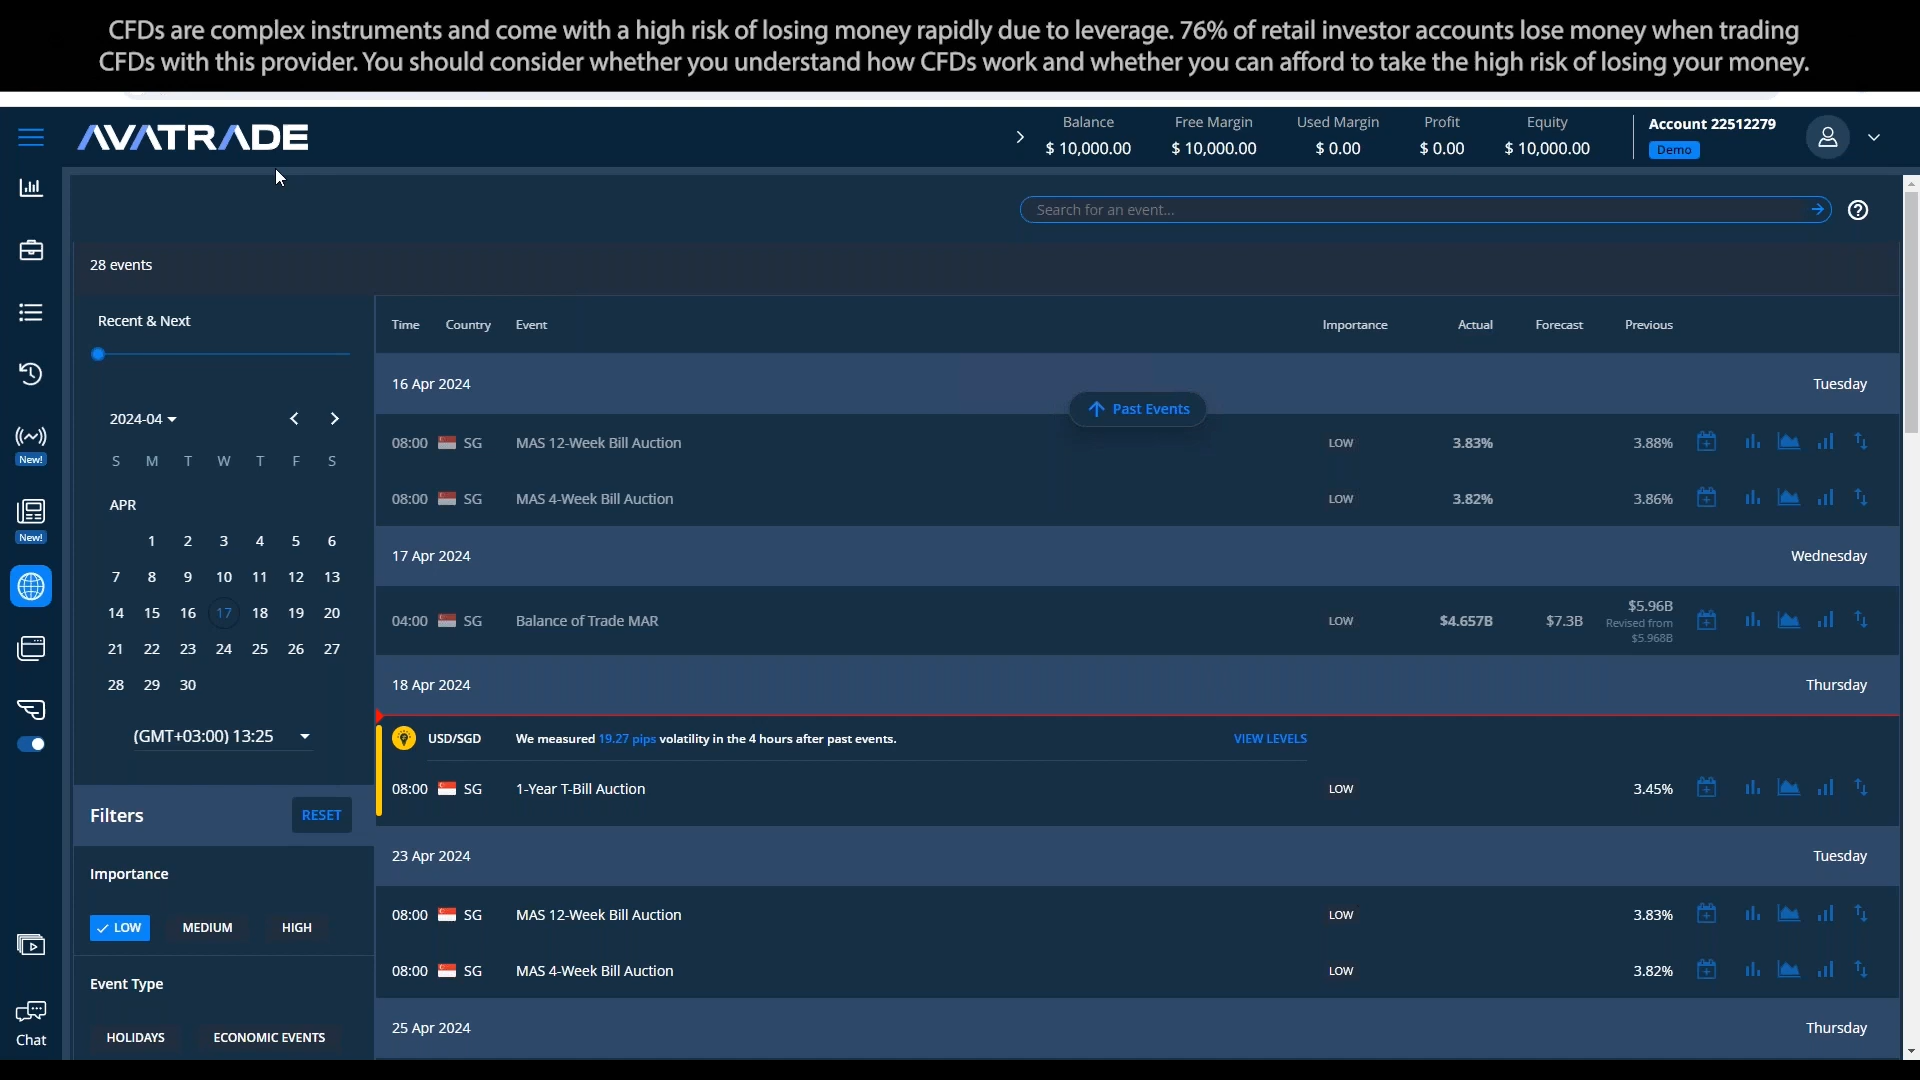 CFDs are complex instruments and come with a high risk of losing money rapidly due to leverage. 76% of retail investor accounts lose money when trading
CFDs with this provider. You should consider whether you understand how CFDs work and whether you can afford to take the high risk of losing your money.
AVATRADE
Balance Free Margin Used Margin Profit Equity
$ 10,000.00 $ 10,000.00 $ 0.00 $ 0.00 $ 10,000.00
Account 22512279
Demo
Search for an event...
28 events
Recent & Next
2024-04
S M T W T F S
APR
1 2 3 4 5 6
7 8 9 10 11 12 13
14 15 16 17 18 19 20
21 22 23 24 25 26 27
28 29 30
(GMT+03:00) 13:25
Filters RESET
Importance
LOW MEDIUM HIGH
Event Type
HOLIDAYS ECONOMIC EVENTS
Time Country Event Importance Actual Forecast Previous
16 Apr 2024 Tuesday
Past Events
08:00 SG MAS 12-Week Bill Auction LOW 3.83% 3.88%
08:00 SG MAS 4-Week Bill Auction LOW 3.82% 3.86%
17 Apr 2024 Wednesday
04:00 SG Balance of Trade MAR LOW $4.657B $7.3B $5.96B
Revised from
$5.968B
18 Apr 2024 Thursday
USD/SGD We measured 19.27 pips volatility in the 4 hours after past events. VIEW LEVELS
08:00 SG 1-Year T-Bill Auction LOW 3.45%
23 Apr 2024 Tuesday
08:00 SG MAS 12-Week Bill Auction LOW 3.83%
08:00 SG MAS 4-Week Bill Auction LOW 3.82%
25 Apr 2024 Thursday
New!
New!
Chat